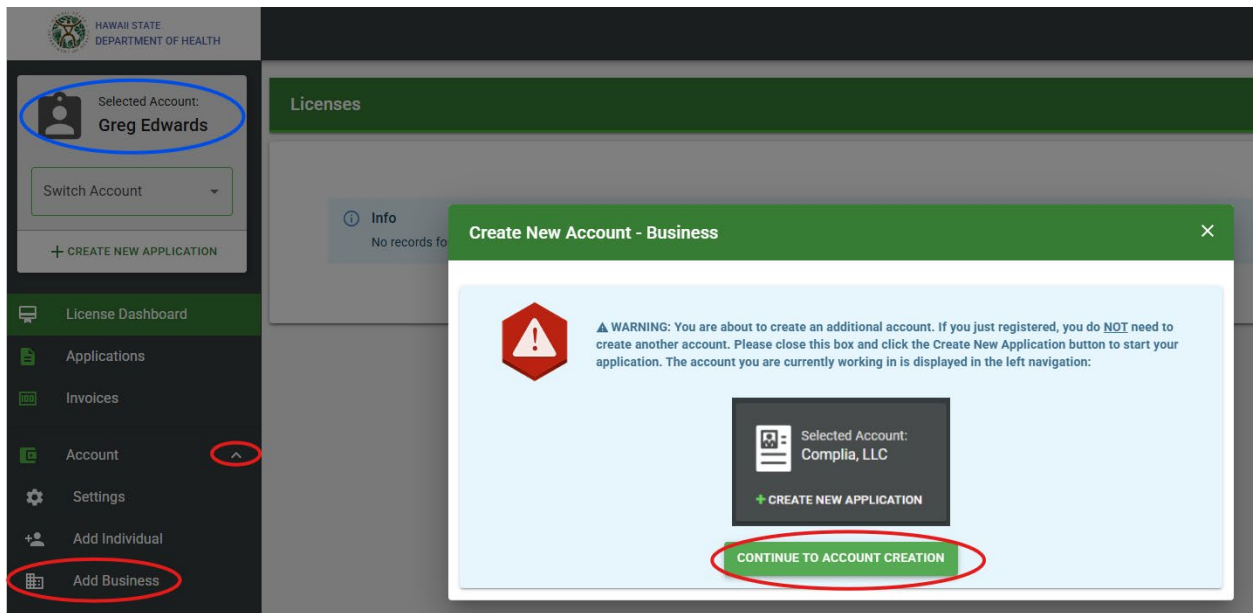 HAWAII STATE
DEPARTMENT OF HEALTH
Selected Account:
Greg Edwards
Switch Account
+ CREATE NEW APPLICATION
License Dashboard
Applications
Invoices
Account
Settings
Add Individual
Add Business
Licenses
Info
No records fo
Create New Account - Business
WARNING: You are about to create an additional account. If you just registered, you do NOT need to
create another account. Please close this box and click the Create New Application button to start your
application. The account you are currently working in is displayed in the left navigation:
Selected Account:
Complia, LLC
+ CREATE NEW APPLICATION
CONTINUE TO ACCOUNT CREATION